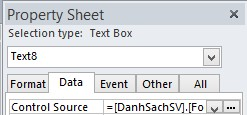 Property Sheet
Selection type: Text Box
Text8
Format Data Event Other All
Control Source =[DanhSachSV].[Fo